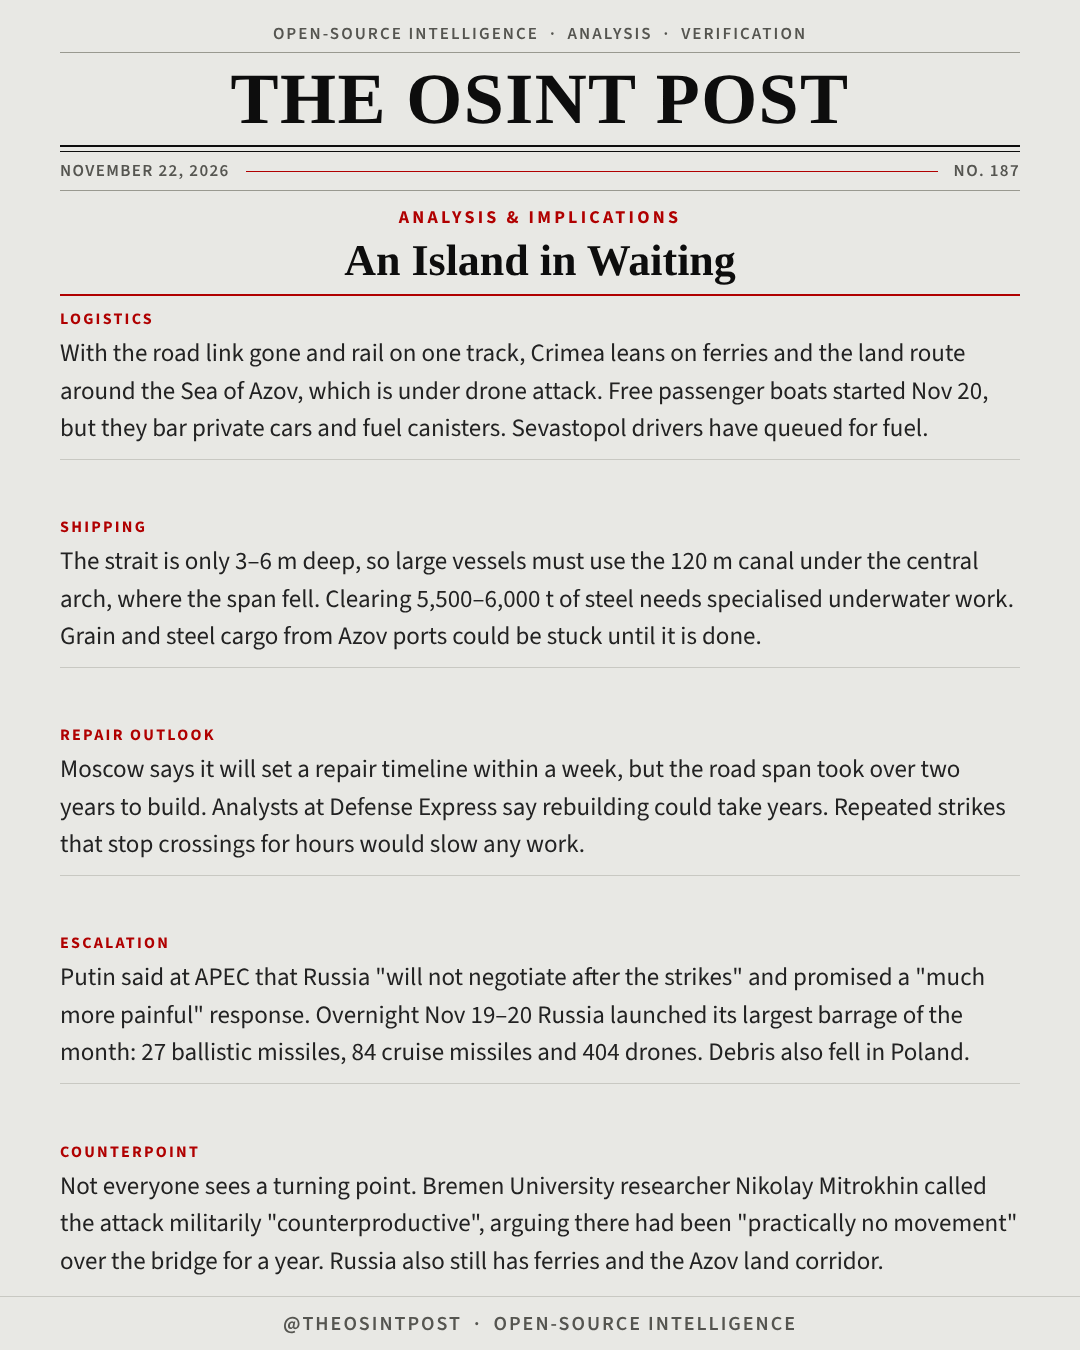 OPEN-SOURCE INTELLIGENCE · ANALYSIS · VERIFICATION
THE OSINT POST
NOVEMBER 22, 2026
NO. 187
ANALYSIS & IMPLICATIONS
An Island in Waiting
LOGISTICS
With the road link gone and rail on one track, Crimea leans on ferries and the land route
around the Sea of Azov, which is under drone attack. Free passenger boats started Nov 20,
but they bar private cars and fuel canisters. Sevastopol drivers have queued for fuel.
SHIPPING
The strait is only 3–6 m deep, so large vessels must use the 120 m canal under the central
arch, where the span fell. Clearing 5,500–6,000 t of steel needs specialised underwater work.
Grain and steel cargo from Azov ports could be stuck until it is done.
REPAIR OUTLOOK
Moscow says it will set a repair timeline within a week, but the road span took over two
years to build. Analysts at Defense Express say rebuilding could take years. Repeated strikes
that stop crossings for hours would slow any work.
ESCALATION
Putin said at APEC that Russia "will not negotiate after the strikes" and promised a "much
more painful" response. Overnight Nov 19–20 Russia launched its largest barrage of the
month: 27 ballistic missiles, 84 cruise missiles and 404 drones. Debris also fell in Poland.
COUNTERPOINT
Not everyone sees a turning point. Bremen University researcher Nikolay Mitrokhin called
the attack militarily "counterproductive", arguing there had been "practically no movement"
over the bridge for a year. Russia also still has ferries and the Azov land corridor.
@THEOSINTPOST · OPEN-SOURCE INTELLIGENCE